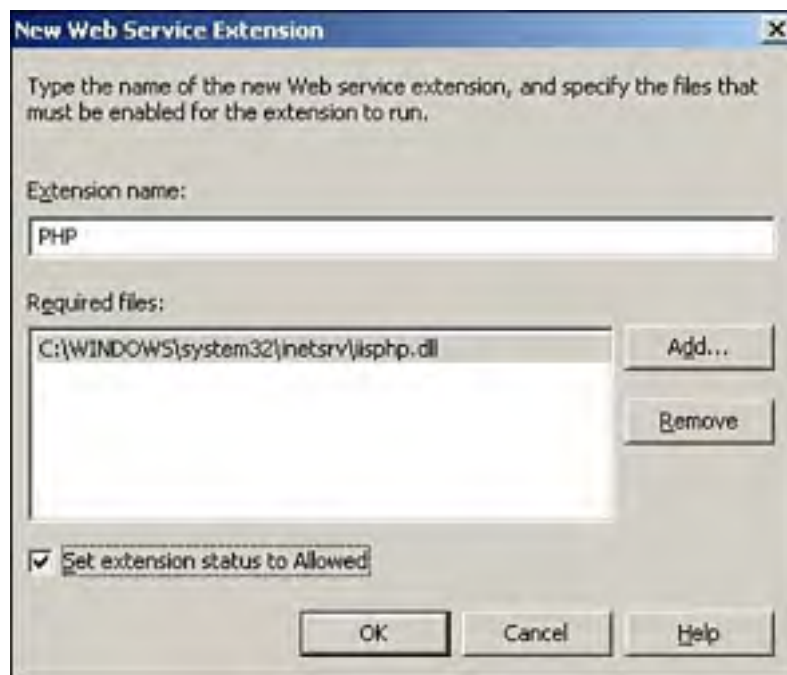 New Web Service Extension
Type the name of the new Web service extension, and specify the files that
must be enabled for the extension to run.
Extension name:
PHP
Required files:
C:\WINDOWS\system32\inetsrv\iisphp.dll
Add...
Remove
Set extension status to Allowed
OK Cancel Help